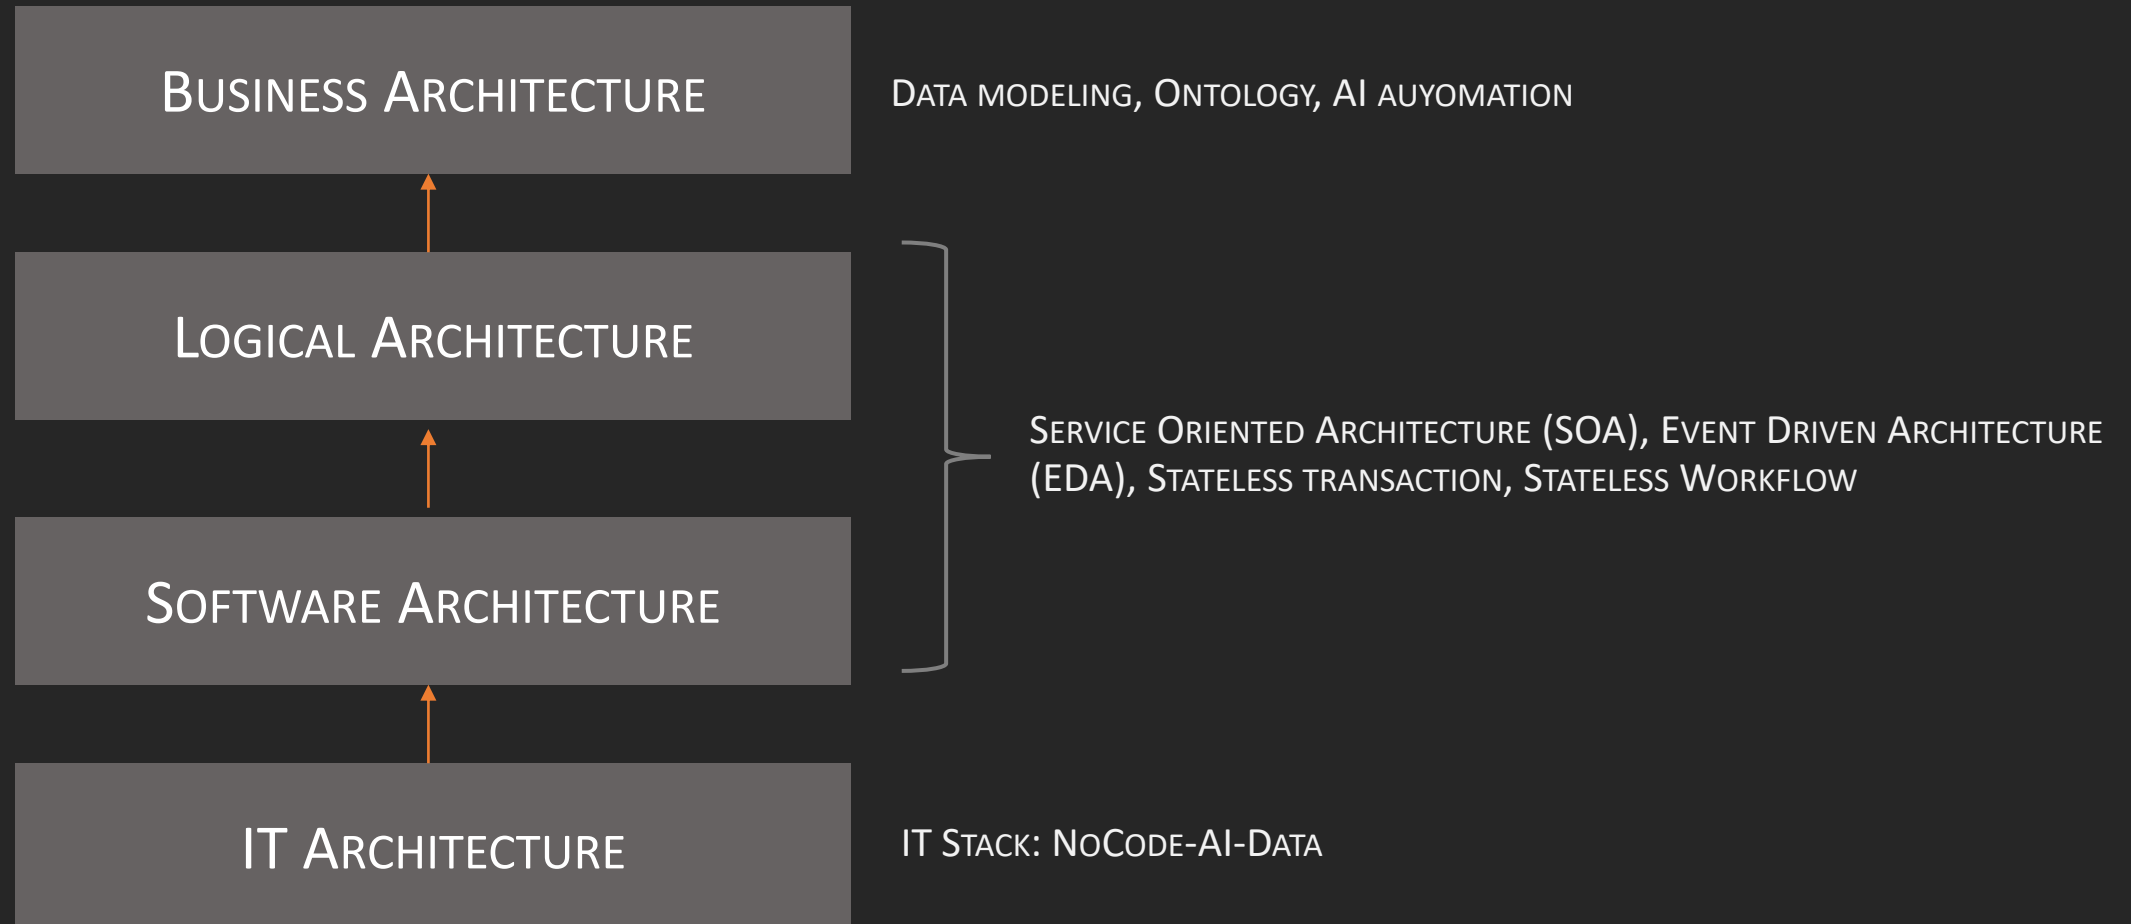 Business Architecture
Data modeling, Ontology, AI auyomation
Logical Architecture
Service Oriented Architecture (SOA), Event Driven Architecture
(EDA), Stateless transaction, Stateless Workflow
Software Architecture
IT Architecture
IT Stack: NoCode-AI-Data